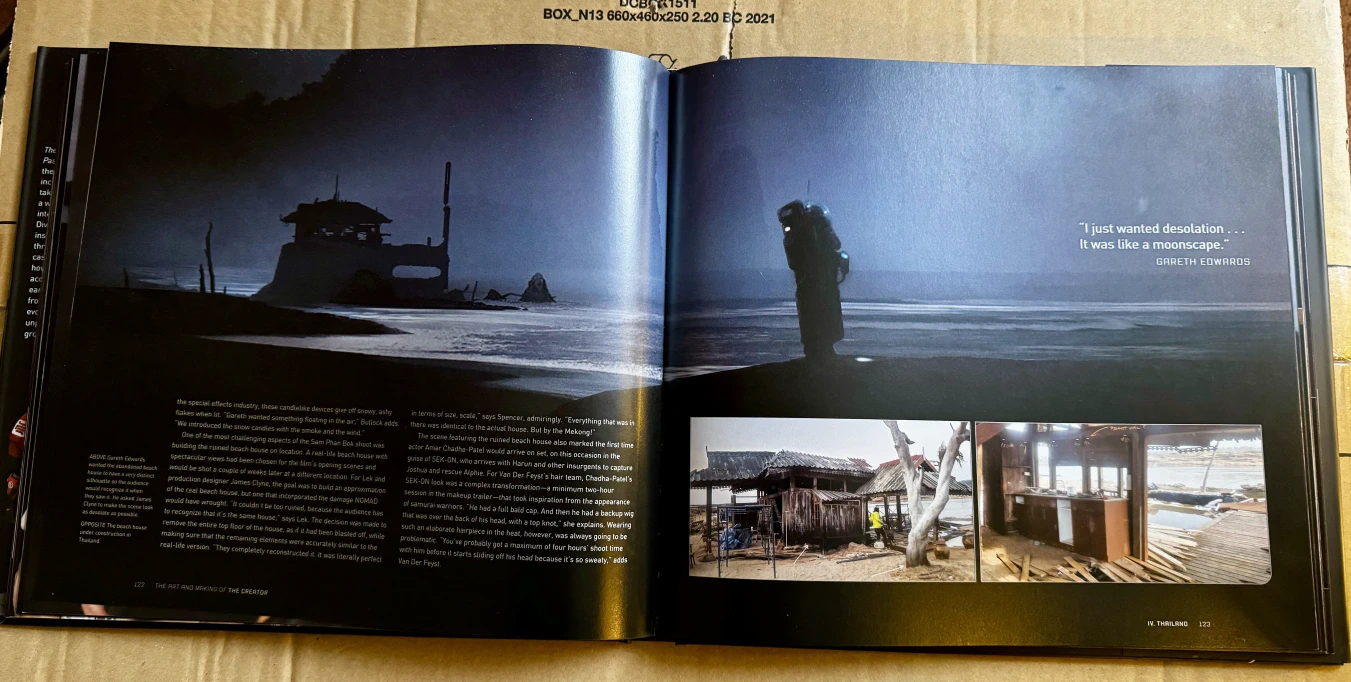 DCBCR1511
BOX_N13 660x460x250 2.20 BC 2021
The
Pas
the
inc
tak
a w
inte
Div
ins
thr
cas
how
acc
ear
fro
evo
ung
gro
"I just wanted desolation . . .
It was like a moonscape."
GARETH EDWARDS
the special effects industry, these candlelike devices give off snowy, ashy
flakes when lit. "Gareth wanted something floating in the air," Bullock adds.
"We introduced the snow candles with the smoke and the wind."
One of the most challenging aspects of the Sam Phan Bok shoot was
building the ruined beach house on location. A real-life beach house with
spectacular views had been chosen for the film's opening scenes and
would be shot a couple of weeks later at a different location. For Lek and
production designer James Clyne, the goal was to build an approximation
of the real beach house, but one that incorporated the damage NOMAD
would have wrought. "It couldn't be too ruined, because the audience has
to recognize that it's the same house," says Lek. The decision was made to
remove the entire top floor of the house, as if it had been blasted off, while
making sure that the remaining elements were accurately similar to the
real-life version. "They completely reconstructed it, it was literally perfect
in terms of size, scale," says Spencer, admiringly. "Everything that was in
there was identical to the actual house. But by the Mekong!"
The scene featuring the ruined beach house also marked the first time
actor Amar Chadha-Patel would arrive on set, on this occasion in the
guise of SEK-ON, who arrives with Harun and other insurgents to capture
Joshua and rescue Alphie. For Van Der Feyst's hair team, Chadha-Patel's
SEK-ON look was a complex transformation—a minimum two-hour
session in the makeup trailer—that took inspiration from the appearance
of samurai warriors. "He had a full bald cap. And then he had a backup wig
that was over the back of his head, with a top knot," she explains. Wearing
such an elaborate hairpiece in the heat, however, was always going to be
problematic. "You've probably got a maximum of four hours' shoot time
with him before it starts sliding off his head because it's so sweaty," adds
Van Der Feyst.
ABOVE Gareth Edwards
wanted the abandoned beach
house to have a very distinct
silhouette so the audience
would recognize it when
they saw it. He asked James
Clyne to make the scene look
as desolate as possible.
OPPOSITE The beach house
under construction in
Thailand.
122 THE ART AND MAKING OF THE CREATOR
IV. THAILAND 123